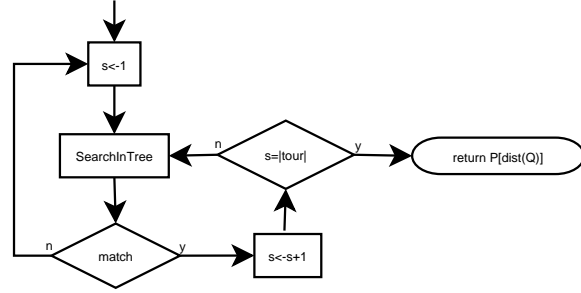 s<-1
n
y
SearchInTree
s=|tour|
return P[dist(Q)]
n
match
y
s<-s+1